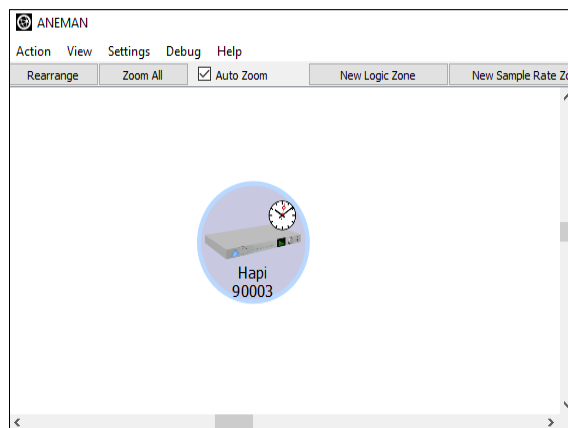 ANEMAN
Action View Settings Debug Help
Rearrange Zoom All Auto Zoom New Logic Zone New Sample Rate Zo
Hapi
90003